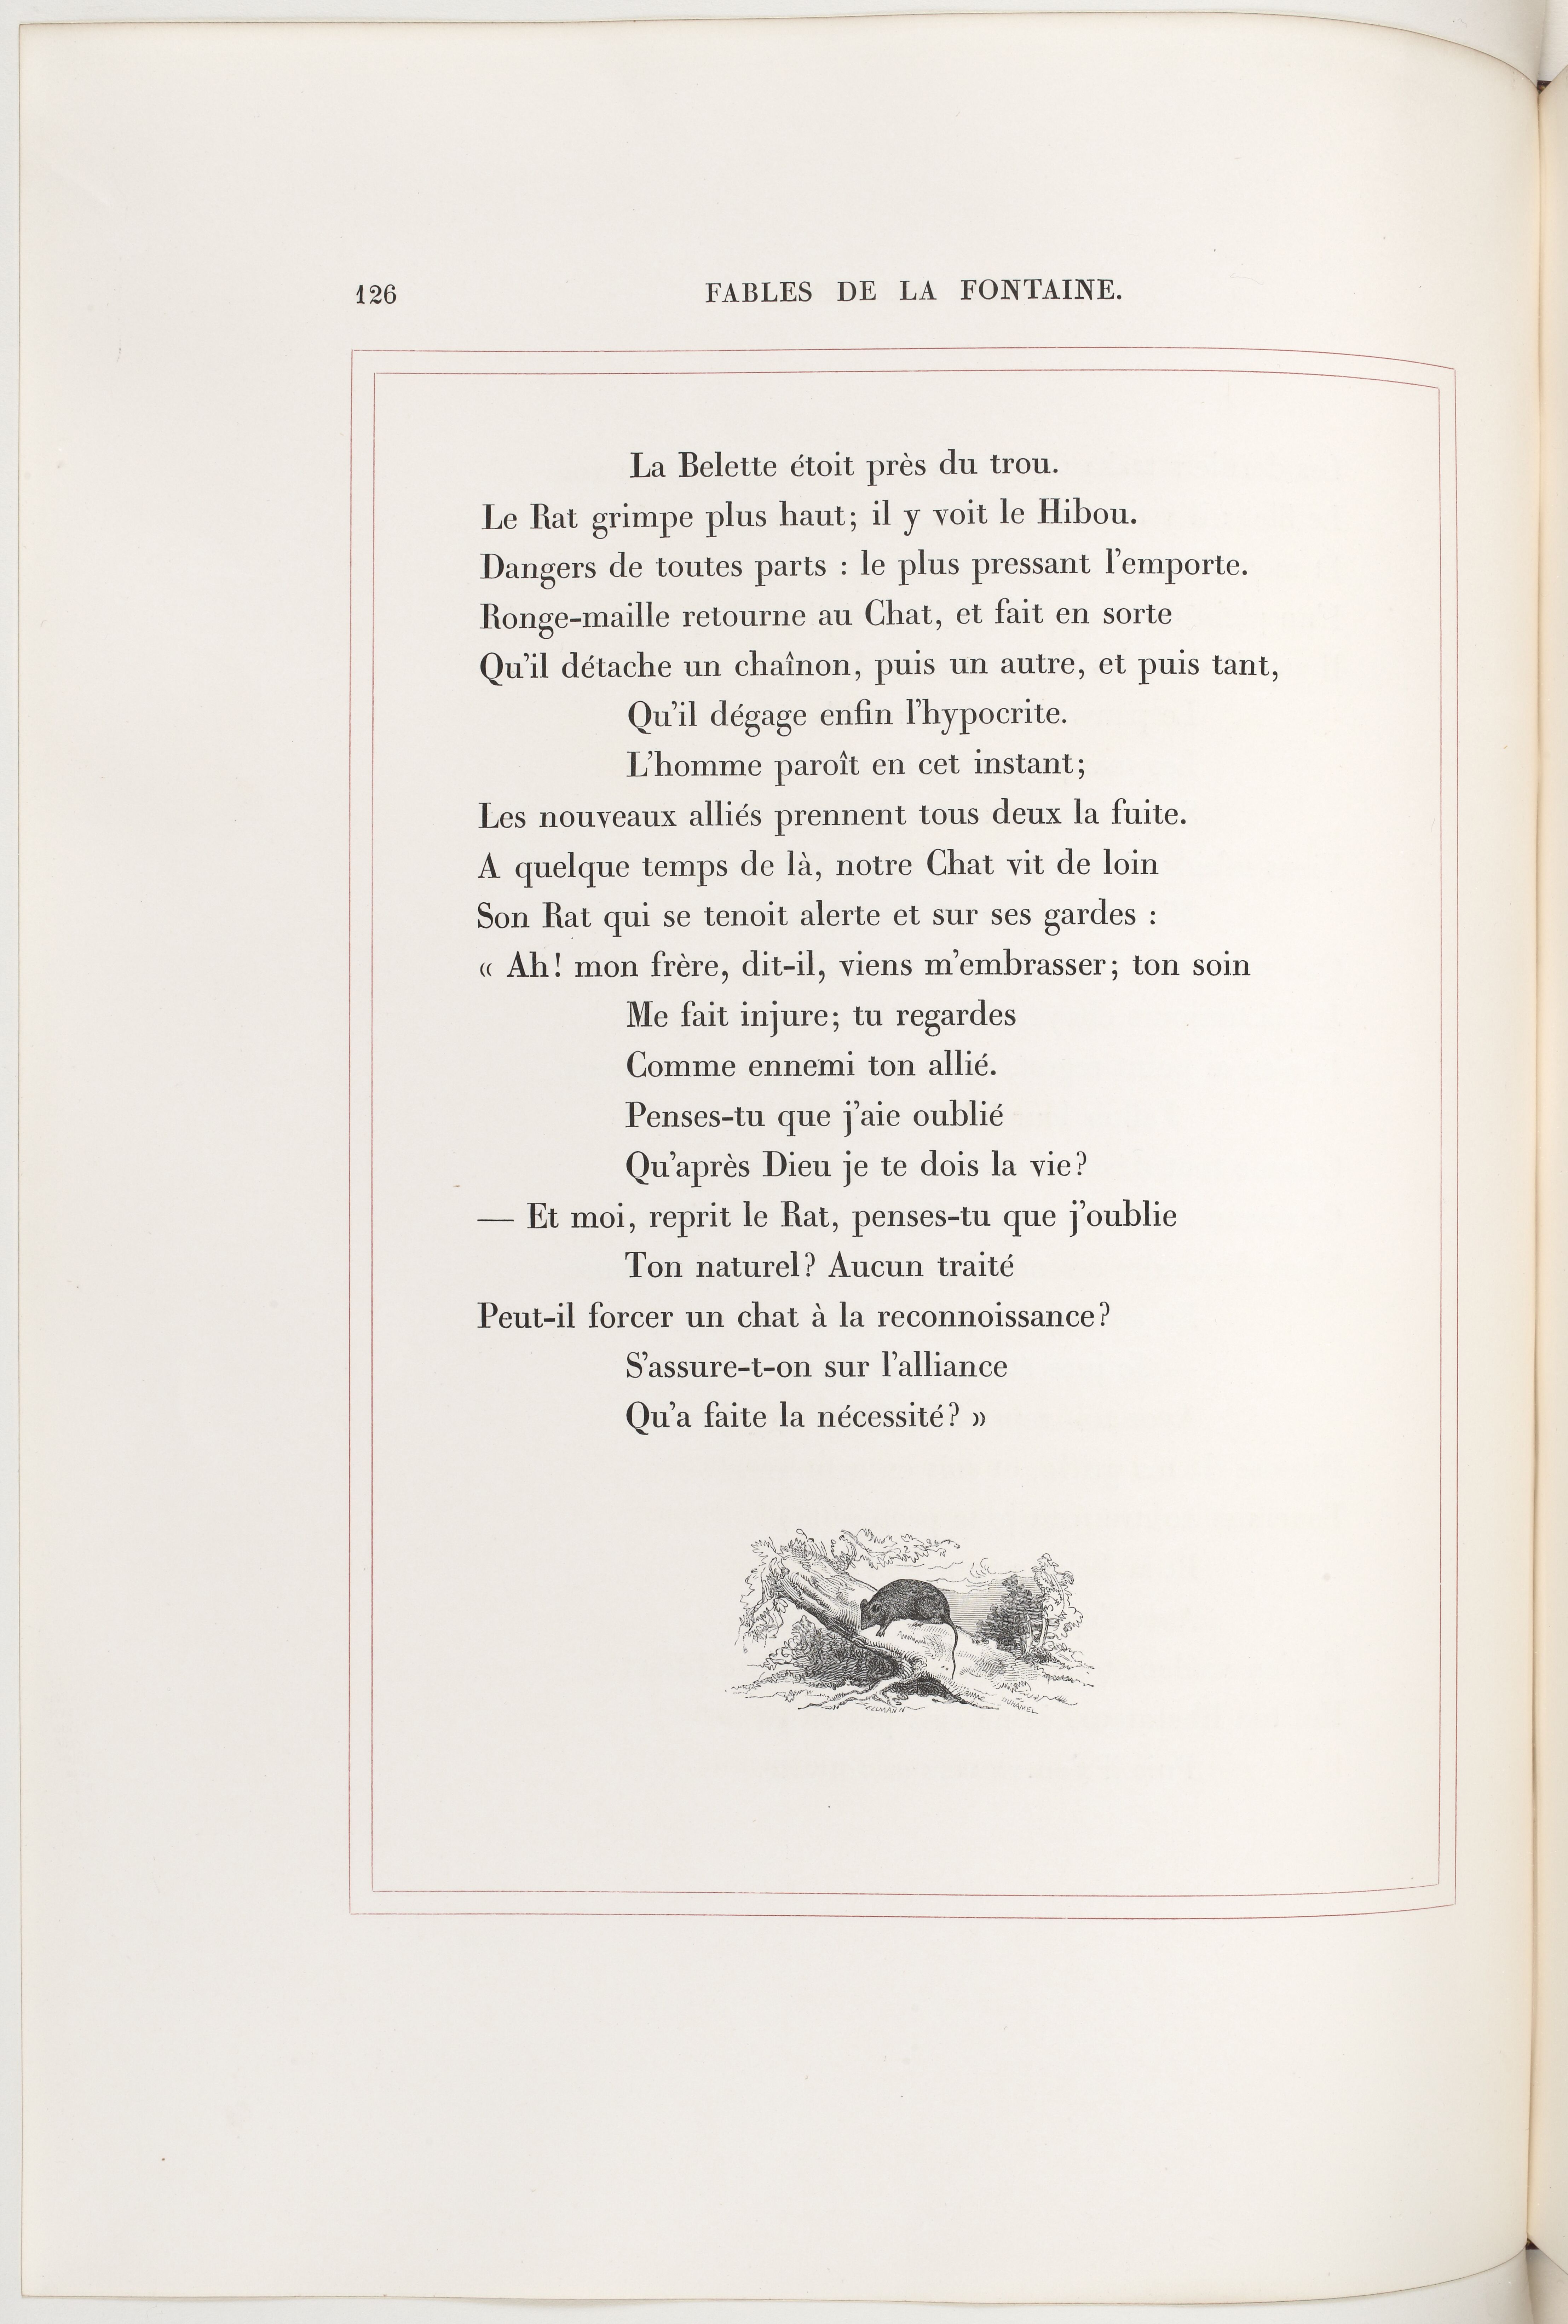 126
FABLES DE LA FONTAINE.
La Belette étoit près du trou.
Le Rat grimpe plus haut; il y voit le Hibou.
Dangers de toutes parts : le plus pressant l'emporte.
Ronge-maille retourne au Chat, et fait en sorte
Qu'il détache un chaînon, puis un autre, et puis tant,
Qu'il dégage enfin l'hypocrite.
L'homme paroît en cet instant;
Les nouveaux alliés prennent tous deux la fuite.
A quelque temps de là, notre Chat vit de loin
Son Rat qui se tenoit alerte et sur ses gardes :
« Ah! mon frère, dit-il, viens m'embrasser; ton soin
Me fait injure; tu regardes
Comme ennemi ton allié.
Penses-tu que j'aie oublié
Qu'après Dieu je te dois la vie?
— Et moi, reprit le Rat, penses-tu que j'oublie
Ton naturel? Aucun traité
Peut-il forcer un chat à la reconnoissance?
S'assure-t-on sur l'alliance
Qu'a faite la nécessité? »